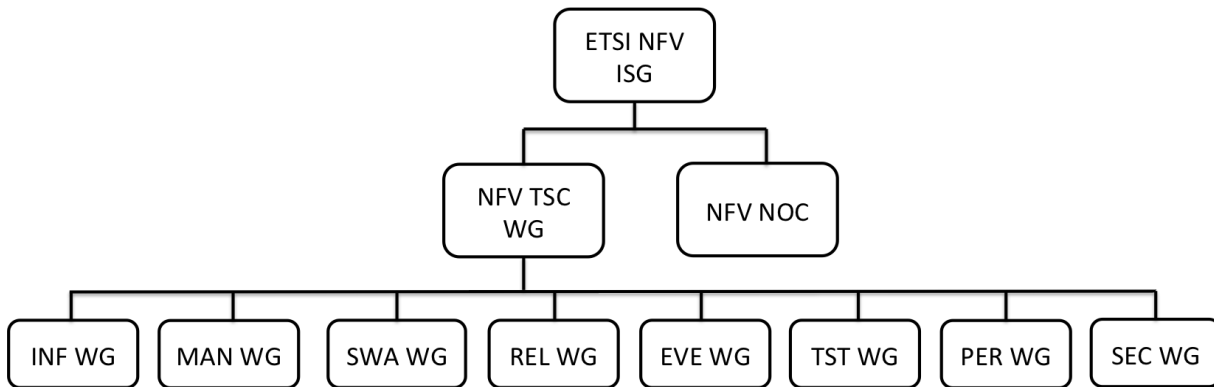 ETSI NFV
ISG
NFV TSC
WG
NFV NOC
INF WG
MAN WG
SWA WG
REL WG
EVE WG
TST WG
PER WG
SEC WG